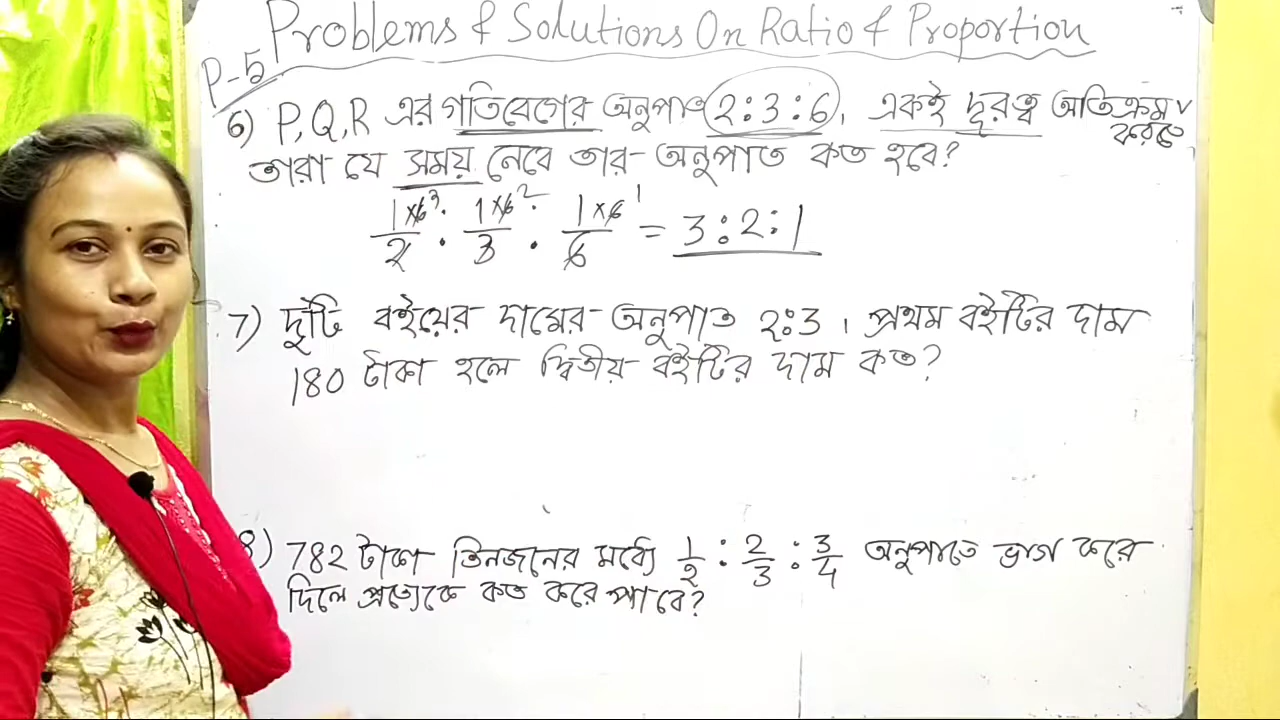 Problems & Solutions On Ratio & Proportion
P-5
6) P,Q,R এর গতিবেগের অনুপাত 2:3:6, একই দূরত্ব অতিক্রম করতে
তারা যে সময় নেবে তার অনুপাত কত হবে?
1×6/2 : 1×6/3 : 1×6/6 = 3:2:1
7) দুটি বইয়ের দামের অনুপাত 2:3, প্রথম বইটির দাম
180 টাকা হলে দ্বিতীয় বইটির দাম কত?
8) 782 টাকা তিনজনের মধ্যে 1/2 : 2/3 : 3/4 অনুপাতে ভাগ করে
দিলে প্রত্যেকে কত করে পাবে?